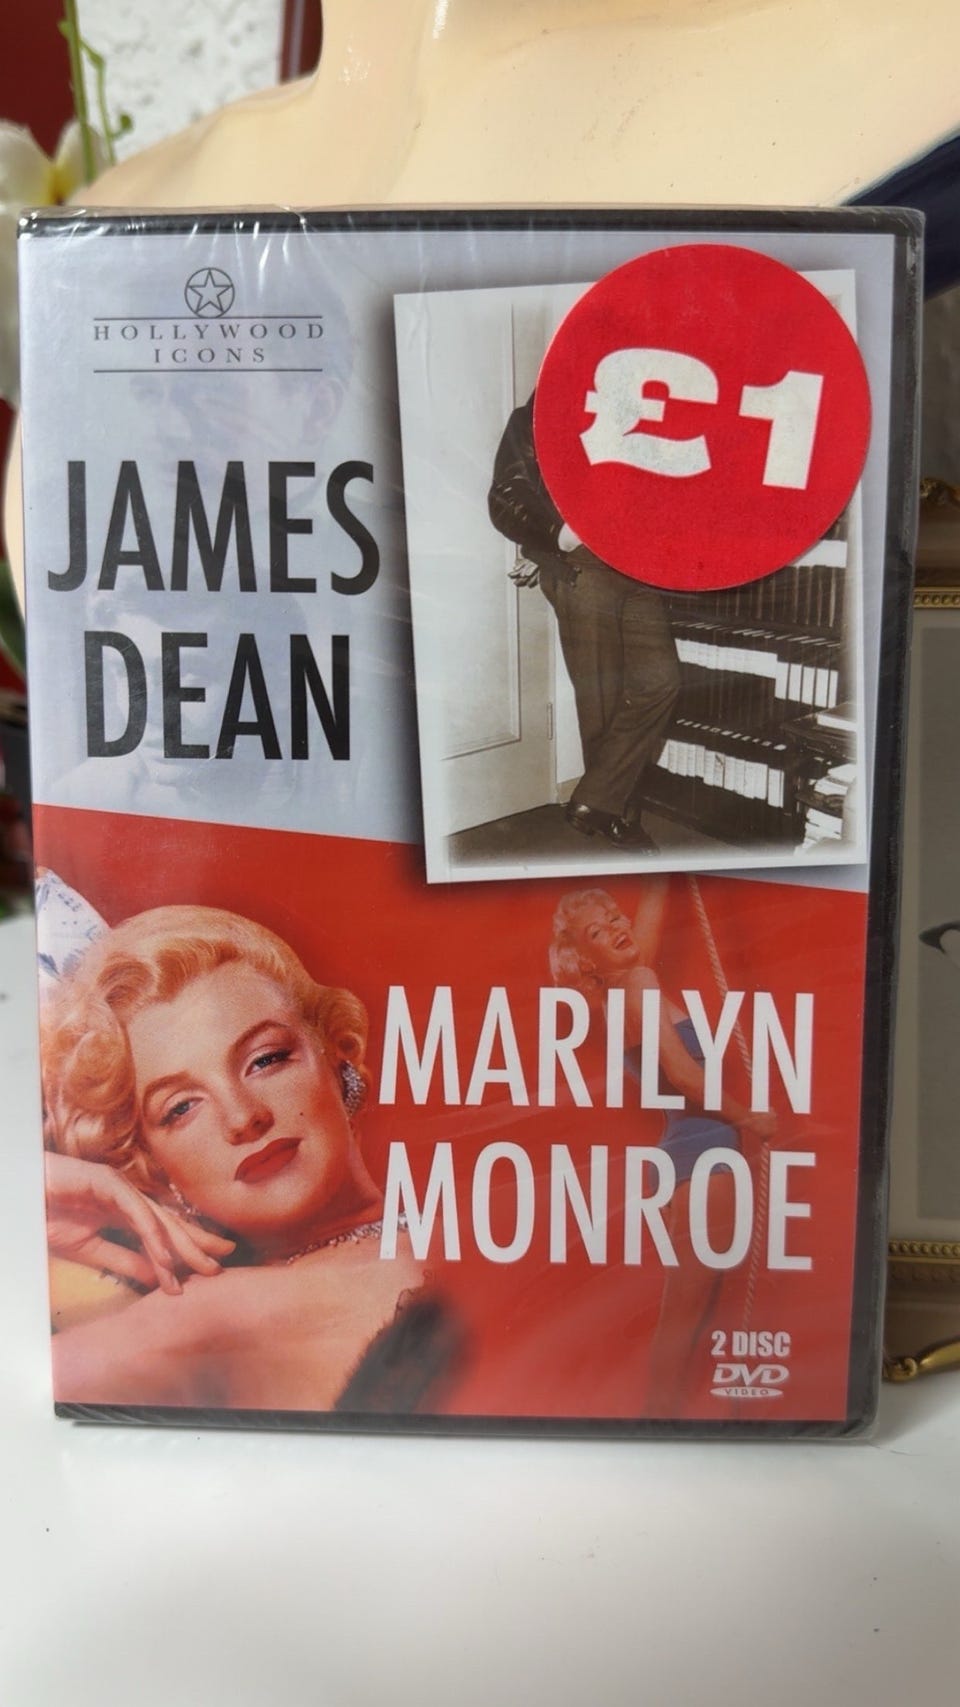 HOLLYWOOD
ICONS
£1
JAMES
DEAN
MARILYN
MONROE
2 DISC
DVD
VIDEO